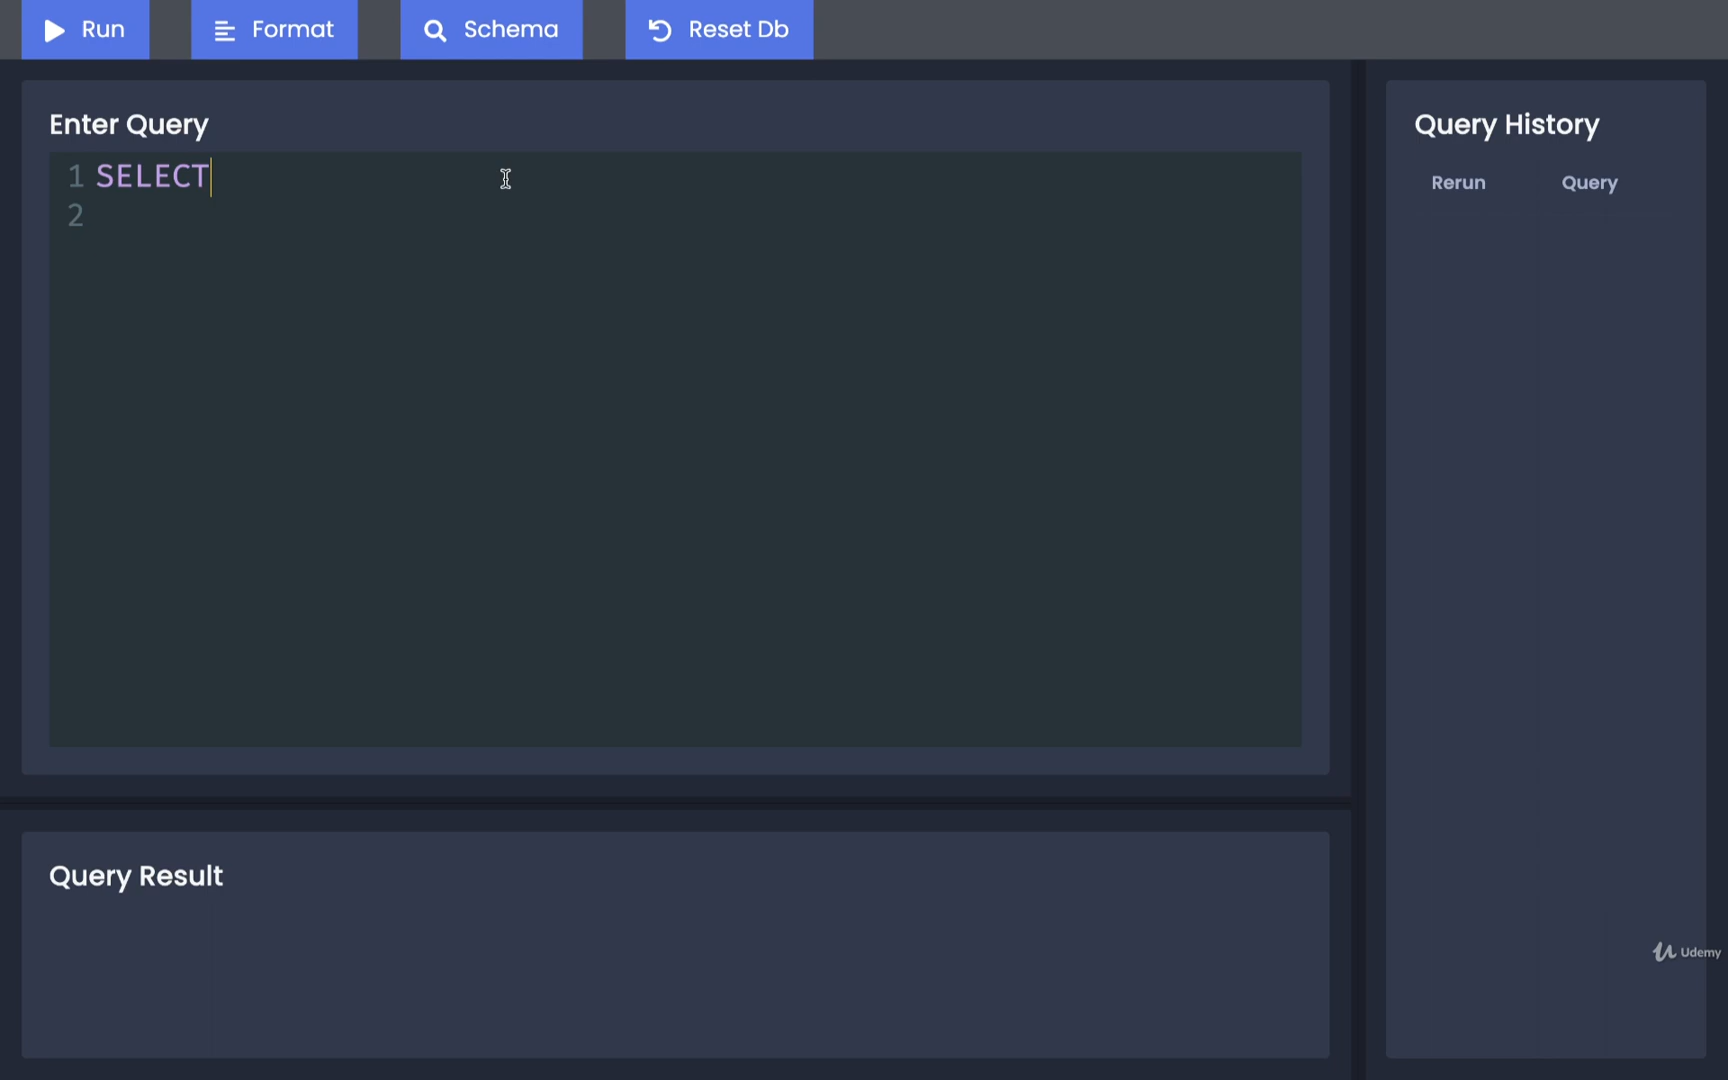 Run
Format
Schema
Reset Db
Enter Query
1 SELECT
2
Query History
Rerun Query
Query Result
Udemy